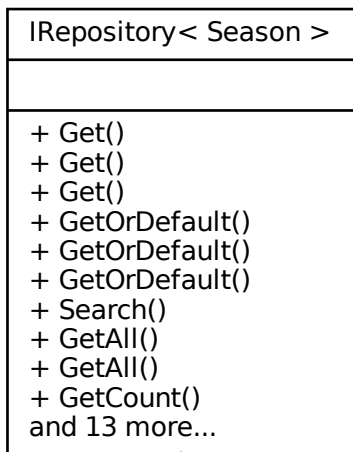 IRepository< Season >
+ Get()
+ Get()
+ Get()
+ GetOrDefault()
+ GetOrDefault()
+ GetOrDefault()
+ Search()
+ GetAll()
+ GetAll()
+ GetCount()
and 13 more...